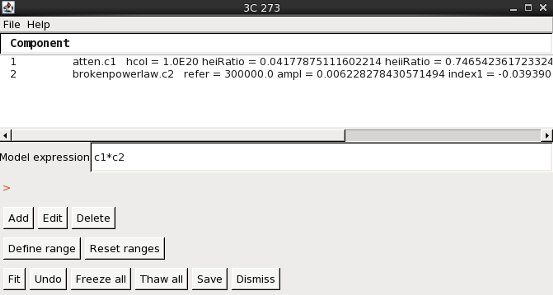 3C 273
File Help
Component
1 atten.c1 hcol = 1.0E20 heiRatio = 0.04177875111602214 heiiRatio = 0.746542361723324
2 brokenpowerlaw.c2 refer = 300000.0 ampl = 0.006228278430571494 index1 = -0.039390
Model expression c1*c2
>
Add Edit Delete
Define range Reset ranges
Fit Undo Freeze all Thaw all Save Dismiss